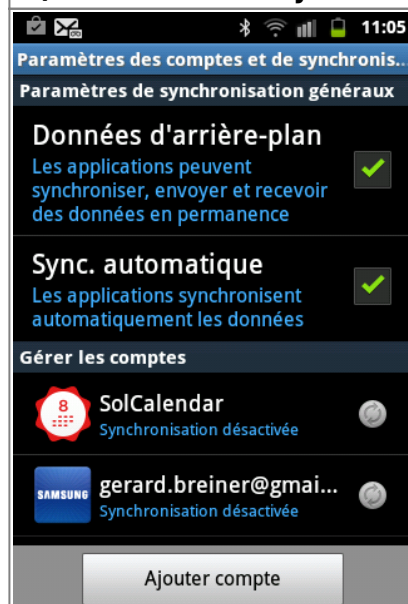 11:05
Paramètres des comptes et de synchronis...
Paramètres de synchronisation généraux
Données d'arrière-plan
Les applications peuvent
synchroniser, envoyer et recevoir
des données en permanence
Sync. automatique
Les applications synchronisent
automatiquement les données
Gérer les comptes
8
SolCalendar
Synchronisation désactivée
SAMSUNG
gerard.breiner@gmai...
Synchronisation désactivée
Ajouter compte